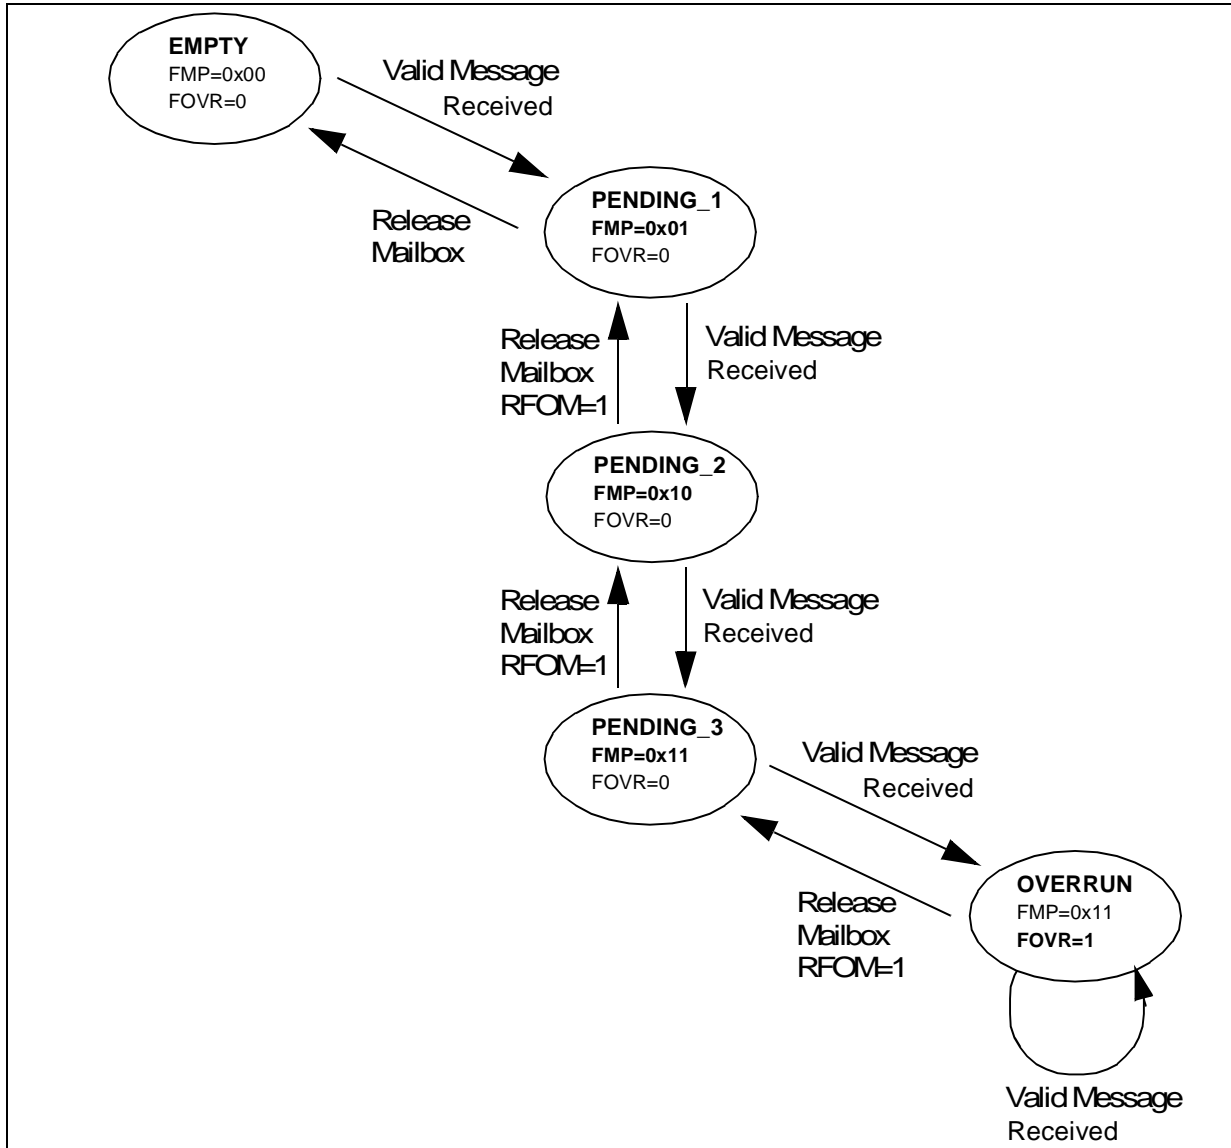 EMPTY
FMP=0x00
FOVR=0
Valid Message
Received
Release
Mailbox
PENDING_1
FMP=0x01
FOVR=0
Release
Mailbox
RFOM=1
Valid Message
Received
PENDING_2
FMP=0x10
FOVR=0
Release
Mailbox
RFOM=1
Valid Message
Received
PENDING_3
FMP=0x11
FOVR=0
Valid Message
Received
Release
Mailbox
RFOM=1
OVERRUN
FMP=0x11
FOVR=1
Valid Message
Received